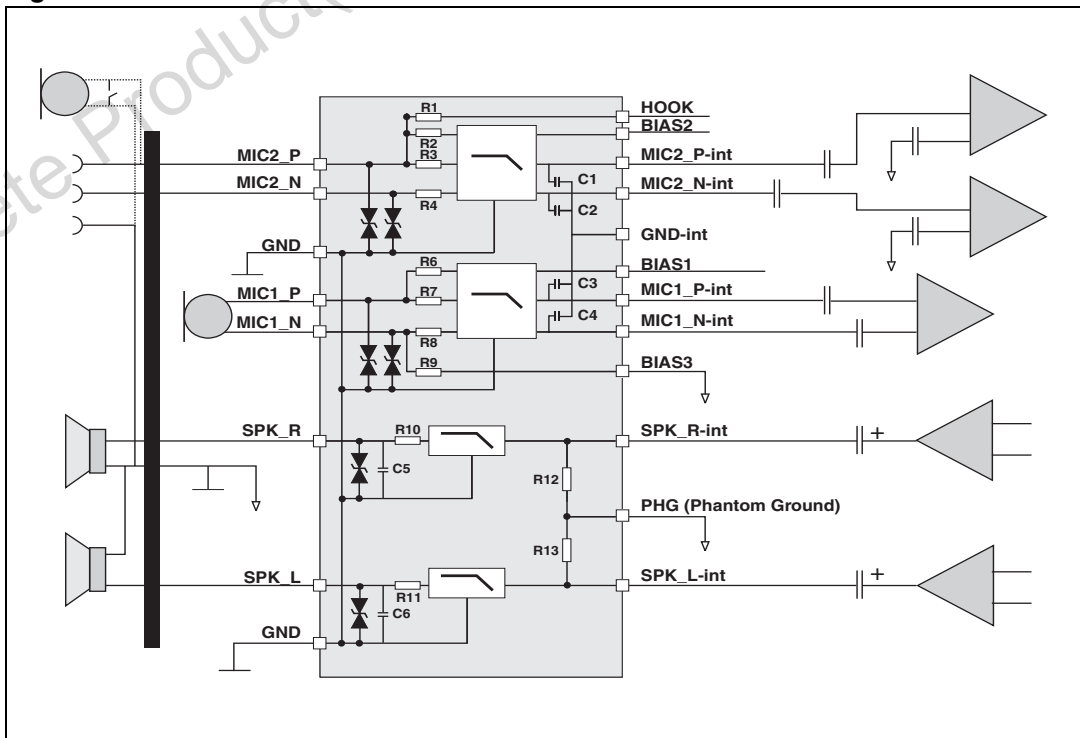 ete Product(
R1
HOOK
BIAS2
R2
MIC2_P
R3
MIC2_P-int
C1
MIC2_N
R4
MIC2_N-int
C2
GND
GND-int
R6
BIAS1
MIC1_P
R7
C3
MIC1_P-int
MIC1_N
R8
C4
MIC1_N-int
R9
BIAS3
SPK_R
R10
SPK_R-int
+
C5
R12
PHG (Phantom Ground)
R13
SPK_L
R11
SPK_L-int
+
C6
GND